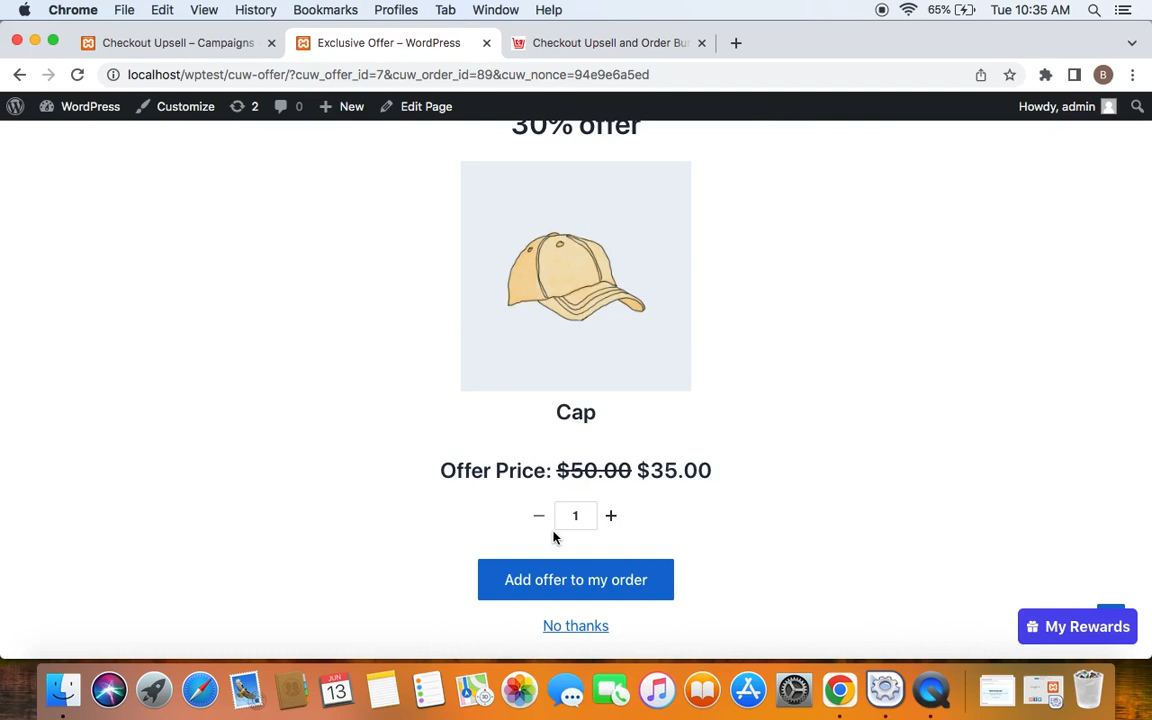 Chrome File Edit View History Bookmarks Profiles Tab Window Help 65% Tue 10:35 AM
Checkout Upsell – Campaigns Exclusive Offer – WordPress Checkout Upsell and Order Bu
localhost/wptest/cuw-offer/?cuw_offer_id=7&cuw_order_id=89&cuw_nonce=94e9e6a5ed B
WordPress Customize 2 0 New Edit Page Howdy, admin
30% offer
Cap
Offer Price: $50.00 $35.00
− 1 +
Add offer to my order
No thanks
My Rewards
JUN
13